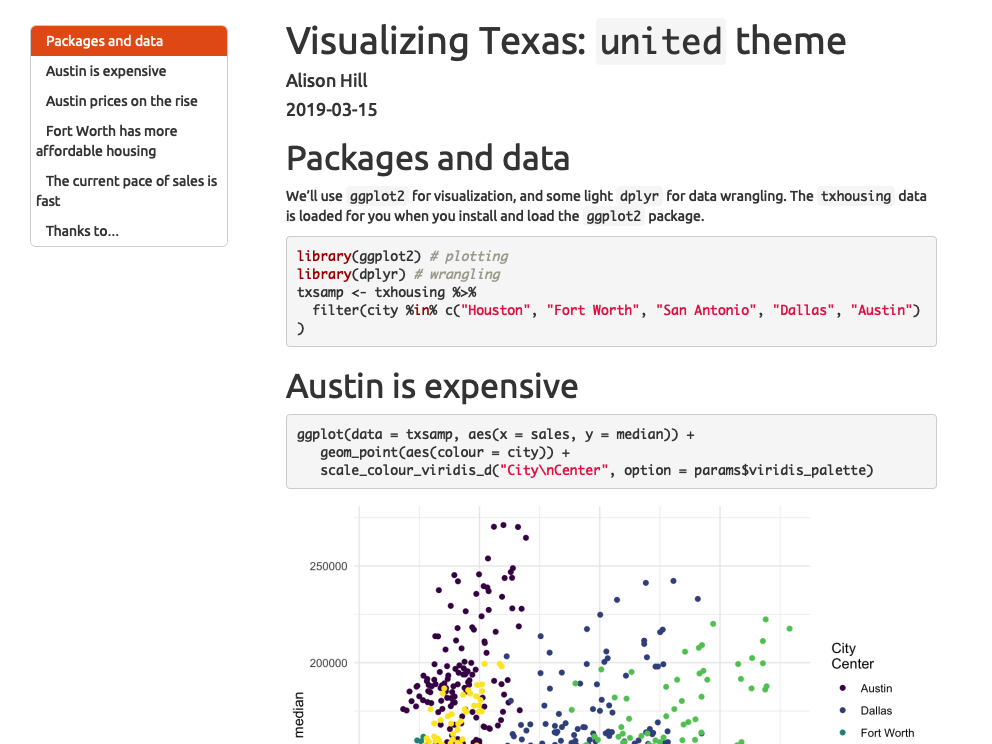 Packages and data
Austin is expensive
Austin prices on the rise
Fort Worth has more
affordable housing
The current pace of sales is
fast
Thanks to...
Visualizing Texas: united theme
Alison Hill
2019-03-15
Packages and data
We'll use ggplot2 for visualization, and some light dplyr for data wrangling. The txhousing data
is loaded for you when you install and load the ggplot2 package.
library(ggplot2) # plotting
library(dplyr) # wrangling
txsamp <- txhousing %>%
  filter(city %in% c("Houston", "Fort Worth", "San Antonio", "Dallas", "Austin")
)
Austin is expensive
ggplot(data = txsamp, aes(x = sales, y = median)) +
   geom_point(aes(colour = city)) +
   scale_colour_viridis_d("City\nCenter", option = params$viridis_palette)
250000
200000
median
City
Center
Austin
Dallas
Fort Worth